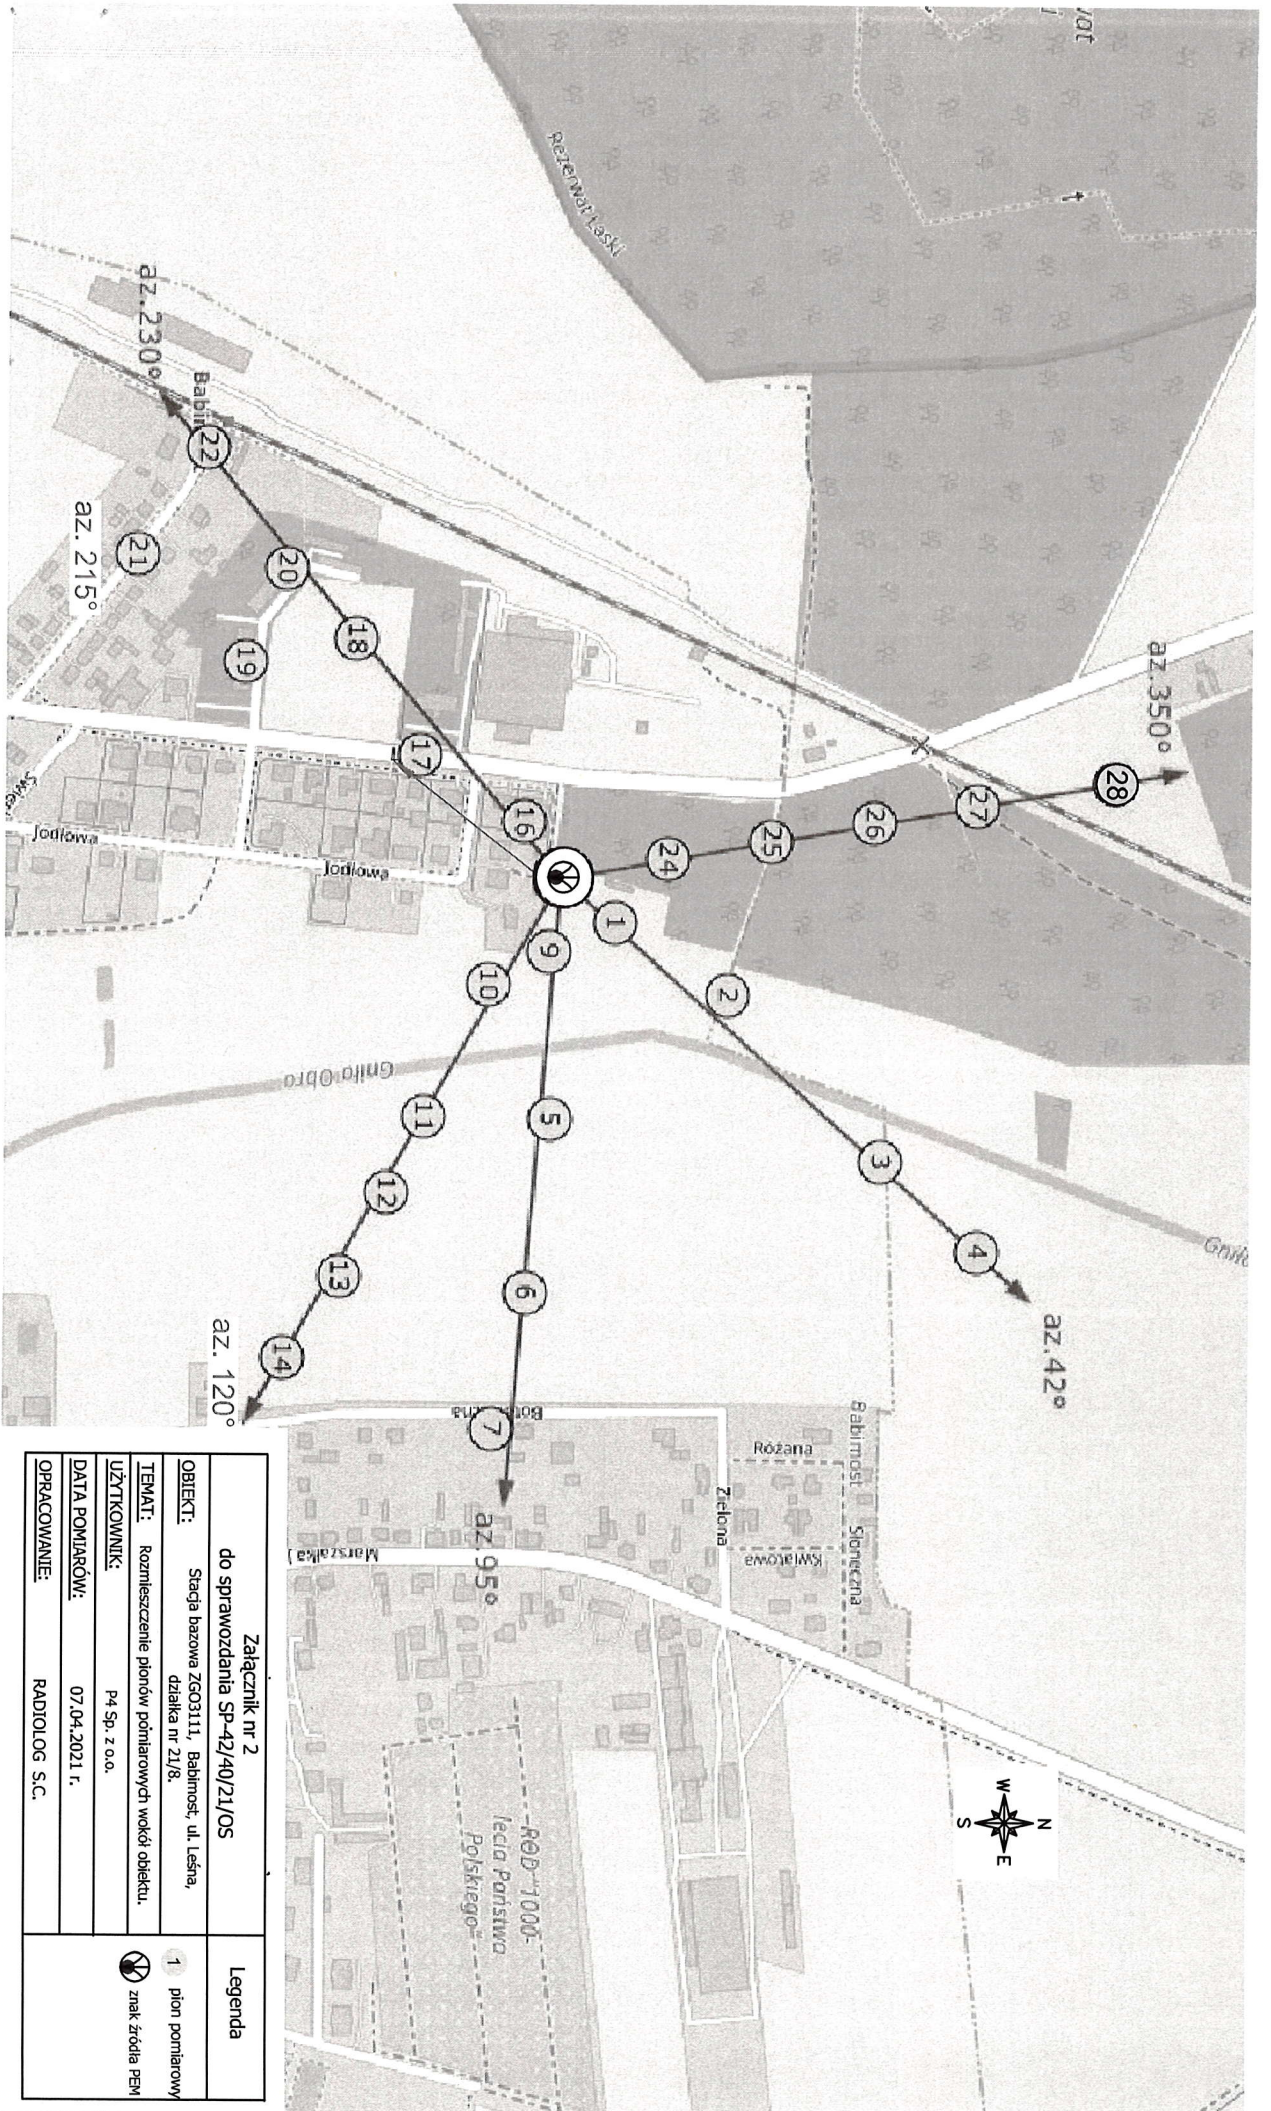 Rezerwat Łaski
az.350°
28
27
26
25
24
az.42°
4
3
2
1
az.230°
22
21
20
19
18
17
16
az. 215°
9
5
6
7
az.95°
10
11
12
13
14
az. 120°
Jodłowa
Jodłowa
Gniła Obra
Gniła
Babimost
Różana
Słoneczna
Kwiatowa
Zielona
Marszałka J
ROD "1000-
lecia Państwa
Polskiego"
N
W
E
S
Załącznik nr 2
do sprawozdania SP-42/40/21/OS
Legenda
OBIEKT: Stacja bazowa ZGO3111, Babimost, ul. Leśna,
działka nr 21/8.
TEMAT: Rozmieszczenie pionów pomiarowych wokół obiektu.
UŻYTKOWNIK: P4 Sp. z o.o.
DATA POMIARÓW: 07.04.2021 r.
OPRACOWANIE: RADIOLOG S.C.
1 pion pomiarowy
znak źródła PEM